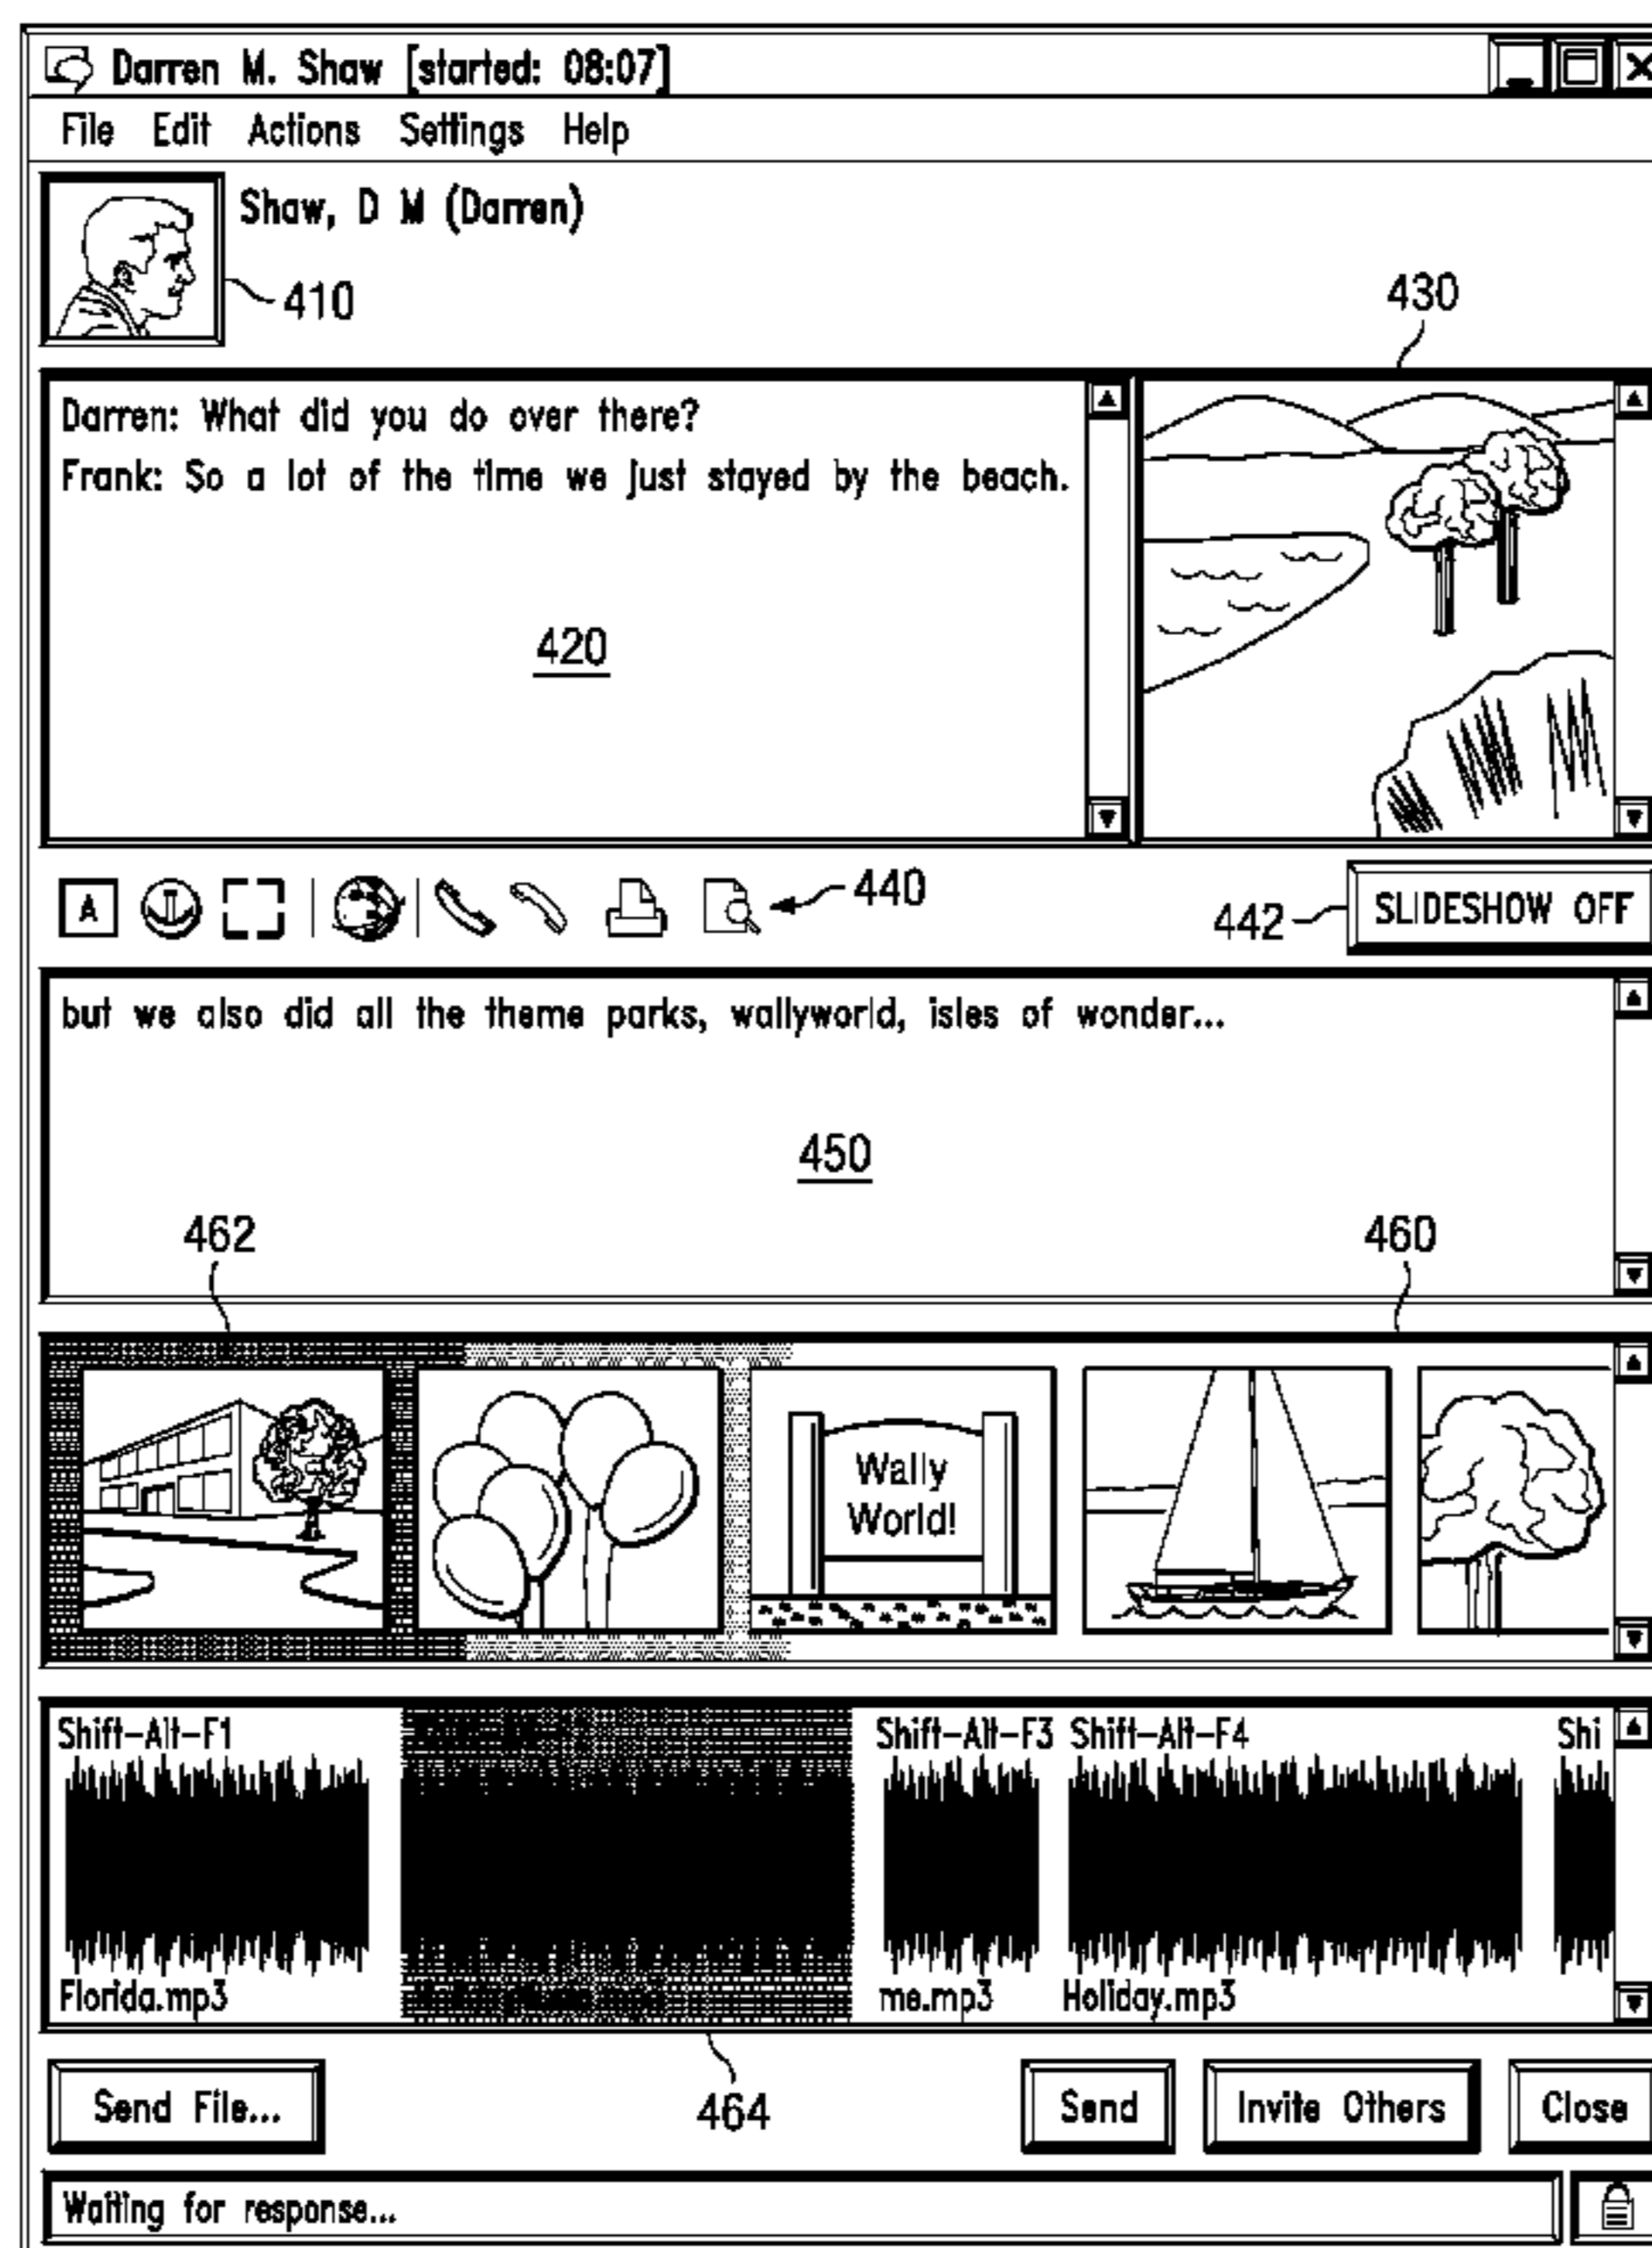 Darren M. Shaw [started: 08:07]
File Edit Actions Settings Help
Shaw, D M (Darren)
410
430
Darren: What did you do over there?
Frank: So a lot of the time we just stayed by the beach.
420
A
440
442
SLIDESHOW OFF
but we also did all the theme parks, wallyworld, isles of wonder...
450
462
460
Wally
World!
Shift-Alt-F1
Shift-Alt-F3 Shift-Alt-F4 Shi
Florida.mp3
me.mp3 Holiday.mp3
Send File...
464
Send Invite Others Close
Waiting for response...